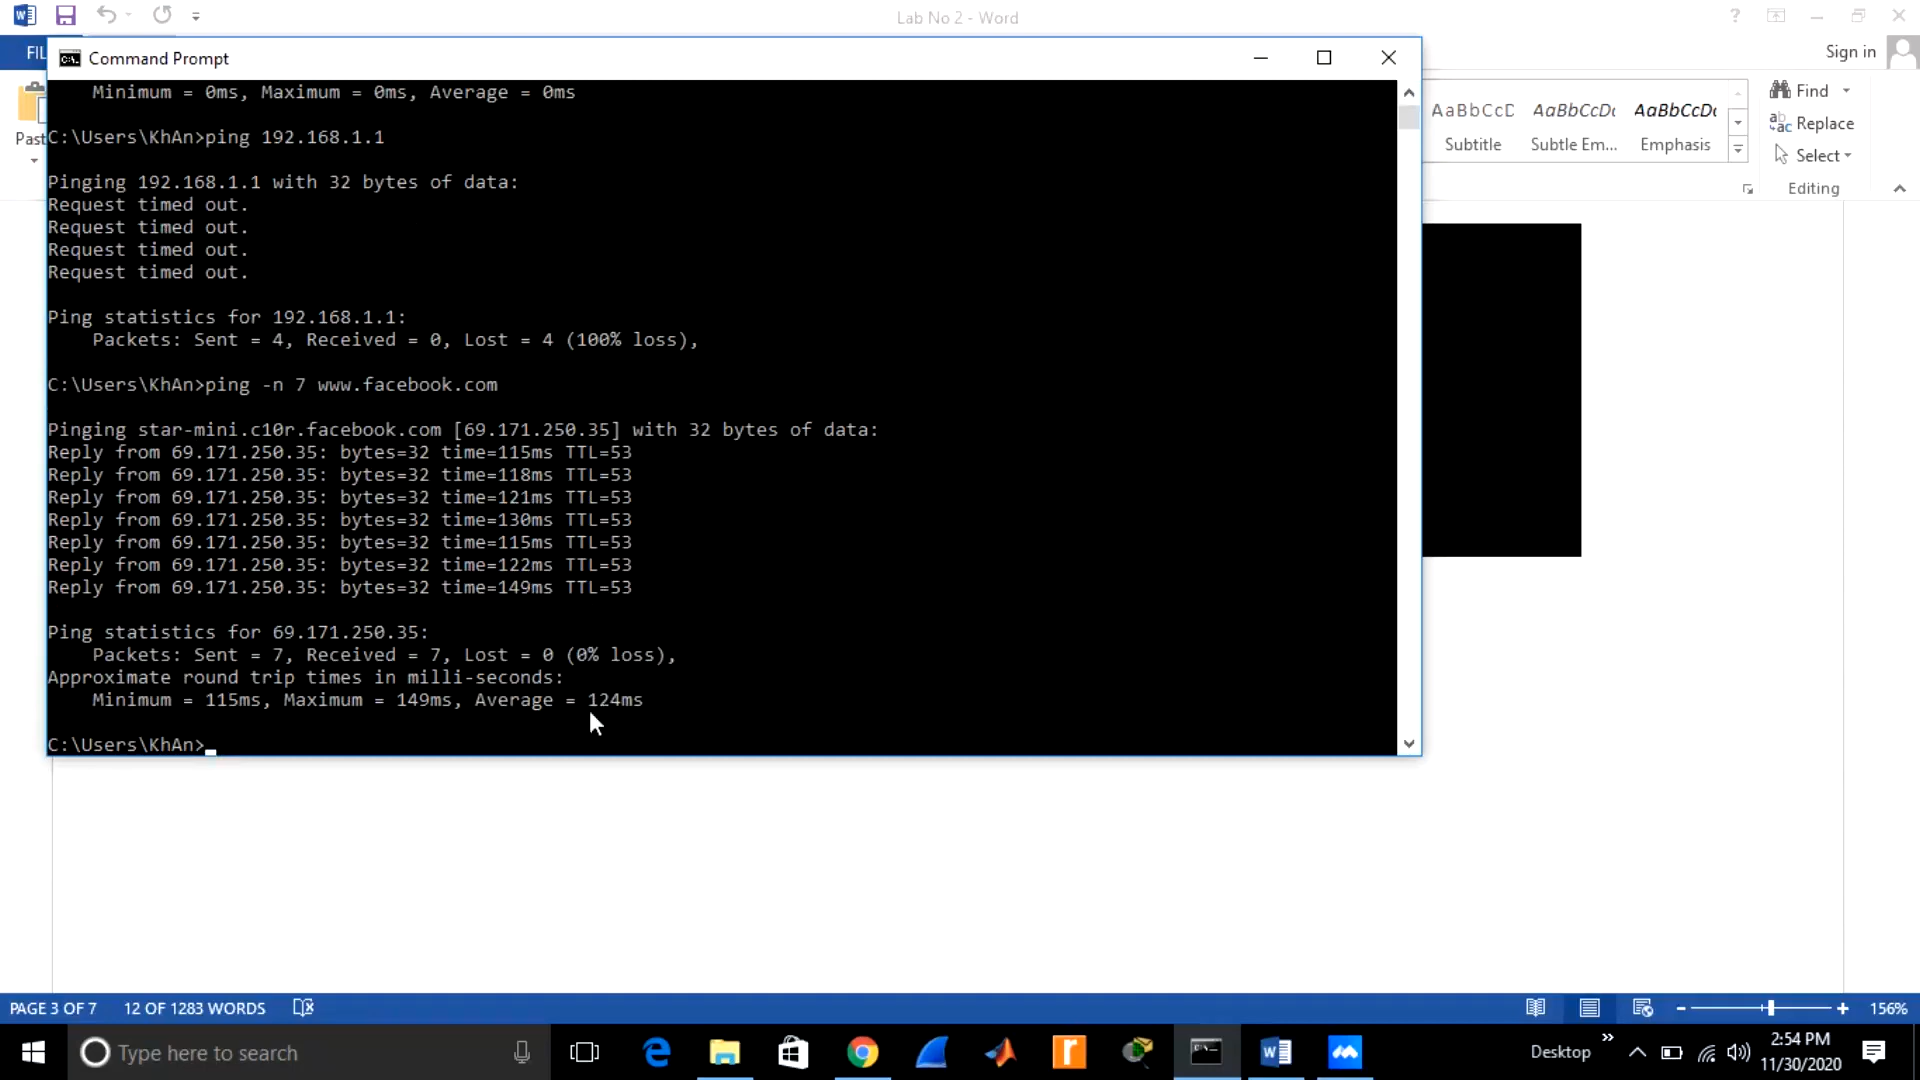 Lab No 2 - Word
FIL
Sign in
Command Prompt
Minimum = 0ms, Maximum = 0ms, Average = 0ms
C:\Users\KhAn>ping 192.168.1.1
Pinging 192.168.1.1 with 32 bytes of data:
Request timed out.
Request timed out.
Request timed out.
Request timed out.
Ping statistics for 192.168.1.1:
Packets: Sent = 4, Received = 0, Lost = 4 (100% loss),
C:\Users\KhAn>ping -n 7 www.facebook.com
Pinging star-mini.c10r.facebook.com [69.171.250.35] with 32 bytes of data:
Reply from 69.171.250.35: bytes=32 time=115ms TTL=53
Reply from 69.171.250.35: bytes=32 time=118ms TTL=53
Reply from 69.171.250.35: bytes=32 time=121ms TTL=53
Reply from 69.171.250.35: bytes=32 time=130ms TTL=53
Reply from 69.171.250.35: bytes=32 time=115ms TTL=53
Reply from 69.171.250.35: bytes=32 time=122ms TTL=53
Reply from 69.171.250.35: bytes=32 time=149ms TTL=53
Ping statistics for 69.171.250.35:
Packets: Sent = 7, Received = 7, Lost = 0 (0% loss),
Approximate round trip times in milli-seconds:
Minimum = 115ms, Maximum = 149ms, Average = 124ms
C:\Users\KhAn>
Past
AaBbCcD AaBbCcDc AaBbCcDc
Subtitle Subtle Em... Emphasis
Find
Replace
Select
Editing
PAGE 3 OF 7 12 OF 1283 WORDS 156%
Type here to search
Desktop
2:54 PM
11/30/2020